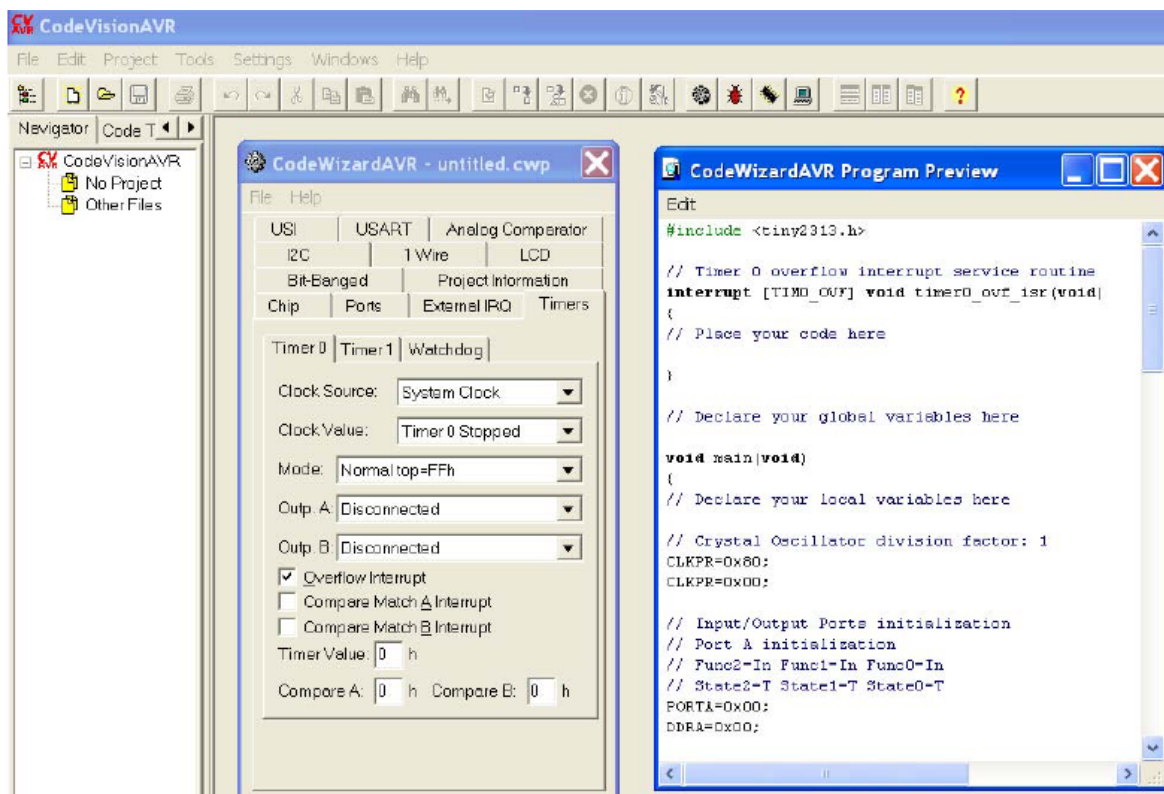 CodeVisionAVR
File Edit Project Tools Settings Windows Help
Navigator Code T
CodeVisionAVR
No Project
Other Files
CodeWizardAVR - untitled.cwp
File Help
USI USART Analog Comparator
I2C 1 Wire LCD
Bit-Banged Project Information
Chip Ports External IRQ Timers
Timer 0 Timer 1 Watchdog
Clock Source: System Clock
Clock Value: Timer 0 Stopped
Mode: Normal top=FFh
Outp. A: Disconnected
Outp. B: Disconnected
Overflow Interrupt
Compare Match A Interrupt
Compare Match B Interrupt
Timer Value: 0 h
Compare A: 0 h Compare B: 0 h
CodeWizardAVR Program Preview
Edit
#include <tiny2313.h>
// Timer 0 overflow interrupt service routine
interrupt [TIM0_OVF] void timer0_ovf_isr(void
{
// Place your code here
}
// Declare your global variables here
void main(void)
{
// Declare your local variables here
// Crystal Oscillator division factor: 1
CLKPR=0x80;
CLKPR=0x00;
// Input/Output Ports initialization
// Port A initialization
// Func2=In Func1=In Func0=In
// State2=T State1=T State0=T
PORTA=0x00;
DDRA=0x00;